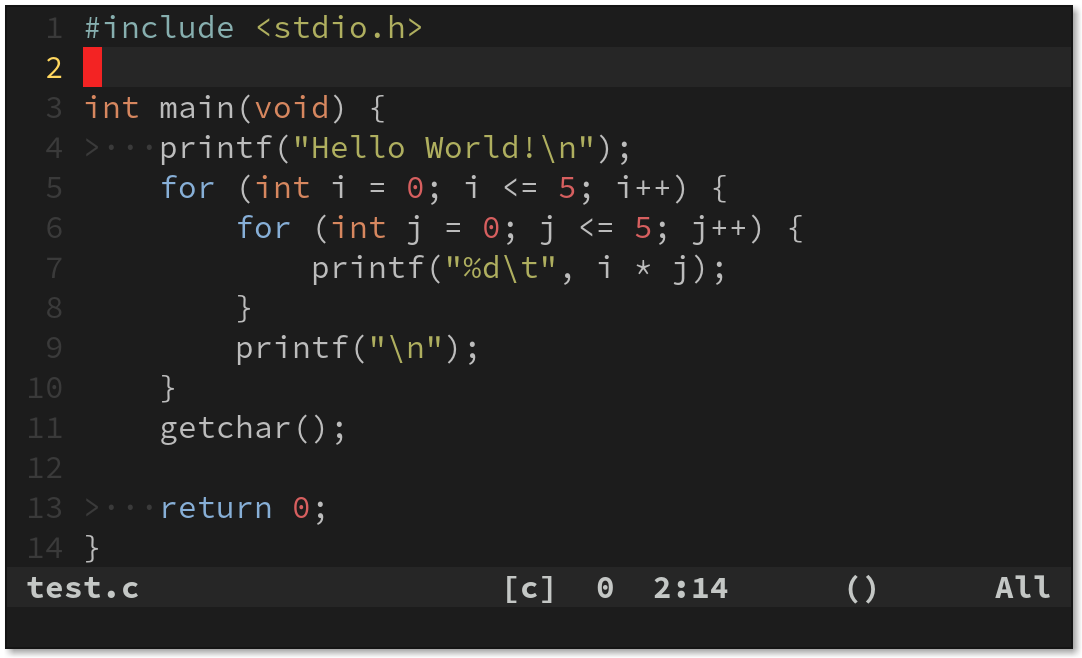 1 #include <stdio.h>
2
3 int main(void) {
4 >···printf("Hello World!\n");
5     for (int i = 0; i <= 5; i++) {
6         for (int j = 0; j <= 5; j++) {
7             printf("%d\t", i * j);
8         }
9         printf("\n");
10     }
11     getchar();
12
13 >···return 0;
14 }
test.c [c] 0 2:14 () All